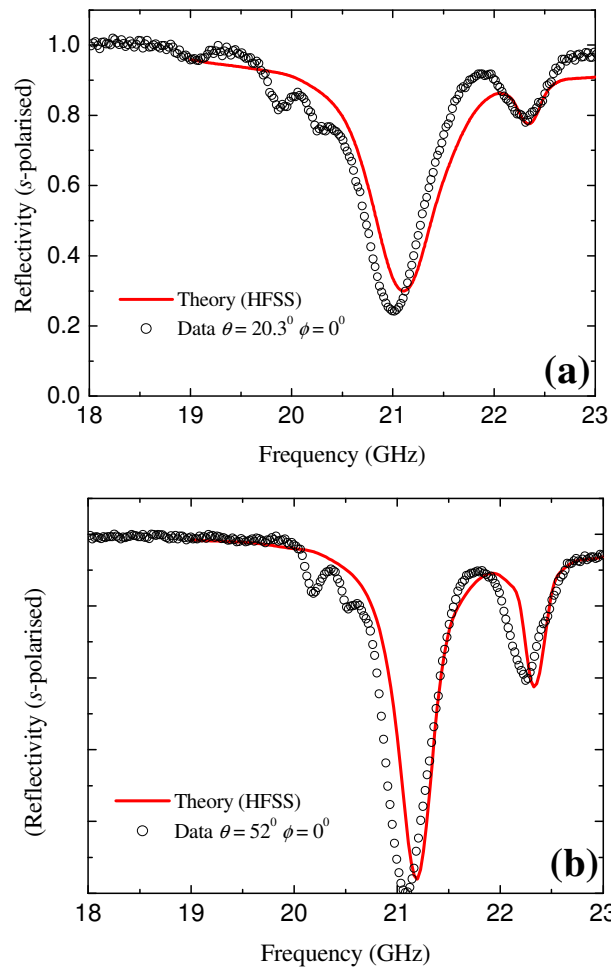 1.0
0.8
0.6
0.4
0.2
0.0
Reflectivity (s-polarised)
Theory (HFSS)
Data θ = 20.3⁰ ϕ = 0⁰
(a)
18 19 20 21 22 23
Frequency (GHz)
(Reflectivity (s-polarised)
Theory (HFSS)
Data θ = 52⁰ ϕ = 0⁰
(b)
18 19 20 21 22 23
Frequency (GHz)